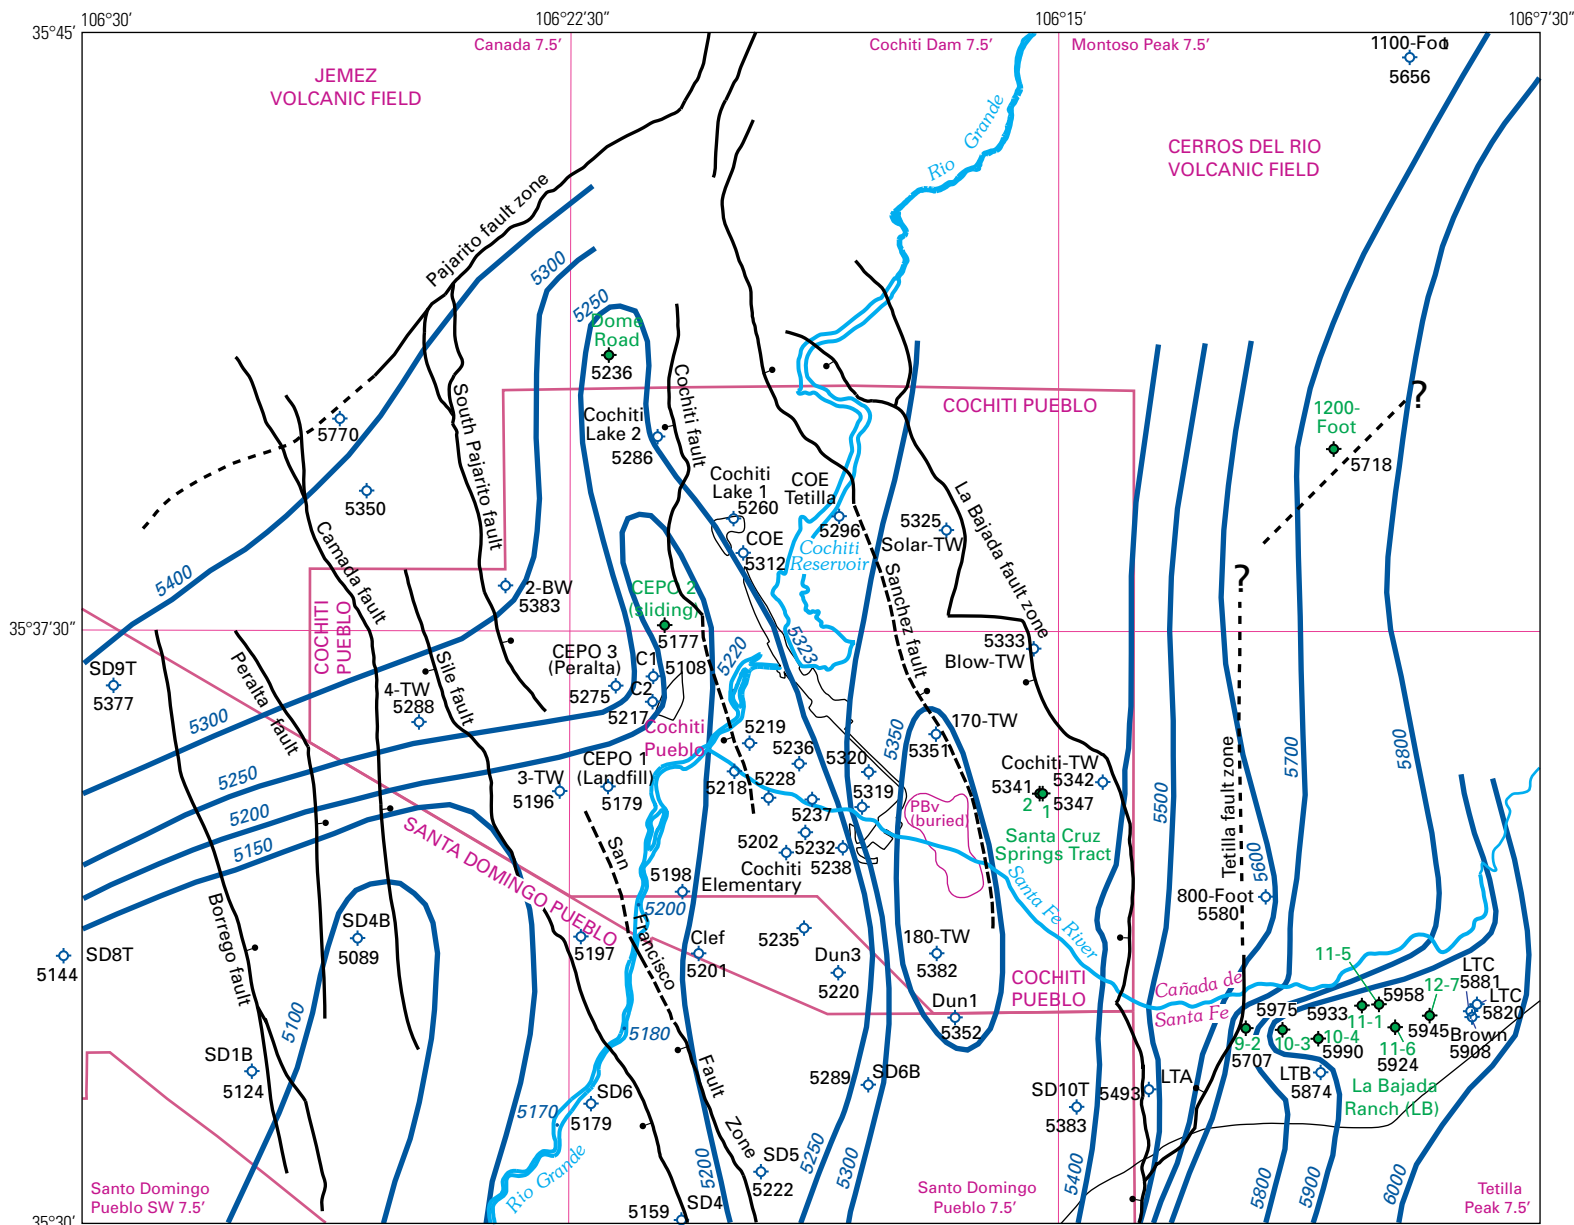 106°30′
106°22′30″
106°15′
106°7′30″
35°45′
Canada 7.5′
Cochiti Dam 7.5′
Montoso Peak 7.5′
1100-Foot
5656
JEMEZ
VOLCANIC FIELD
Rio Grande
CERROS DEL RIO
VOLCANIC FIELD
Pajarito fault zone
5300
5250
Dome
Road
5236
Cochiti fault
South Pajarito fault
COCHITI PUEBLO
?
1200-
Foot
5718
5770
Cochiti
Lake 2
5286
5350
Cochiti
Lake 1
5260
COE
Tetilla
5296
5325
Solar-TW
La Bajada fault zone
COE
5312
Cochiti
Reservoir
Sanchez fault
Camada fault
5400
2-BW
5383
CEPO 2
(sliding)
5177
?
35°37′30″
COCHITI
PUEBLO
5220
5323
5333
Blow-TW
SD9T
5377
Peralta fault
Sile fault
4-TW
5288
CEPO 3
(Peralta)
5275
C1
5108
C2
5217
Cochiti
Pueblo
5300
5219
5236
5320
5350
170-TW
5351
Cochiti-TW
5342
5341
5347
2
1
Santa Cruz
Springs Tract
5500
Tetilla fault zone
5700
5800
5250
5200
5150
3-TW
5196
CEPO 1
(Landfill)
5179
5218
5228
5319
5237
PBv
(buried)
5202
5232
5238
Cochiti
Elementary
SANTA DOMINGO PUEBLO
San Francisco Fault Zone
5198
5200
Santa Fe River
5600
800-Foot
5580
Borrego fault
SD4B
5089
SD8T
5144
5197
Clef
5201
5235
Dun3
5220
180-TW
5382
COCHITI
PUEBLO
Dun1
5352
Cañada de
Santa Fe
11-5
5958
12-7
LTC
5881
LTC
5820
5975
5933
11-1
5945
Brown
5908
9-2
5707
10-3
10-4
5990
11-6
5924
LTB
5874
La Bajada
Ranch (LB)
5100
SD1B
5124
5180
5170
SD6
5179
5289
SD6B
SD10T
5383
5493
LTA
Rio Grande
5200
SD5
5222
5250
5300
5400
5800
5900
6000
Santo Domingo
Pueblo SW 7.5′
5159
SD4
Santo Domingo
Pueblo 7.5′
Tetilla
Peak 7.5′
35°30′